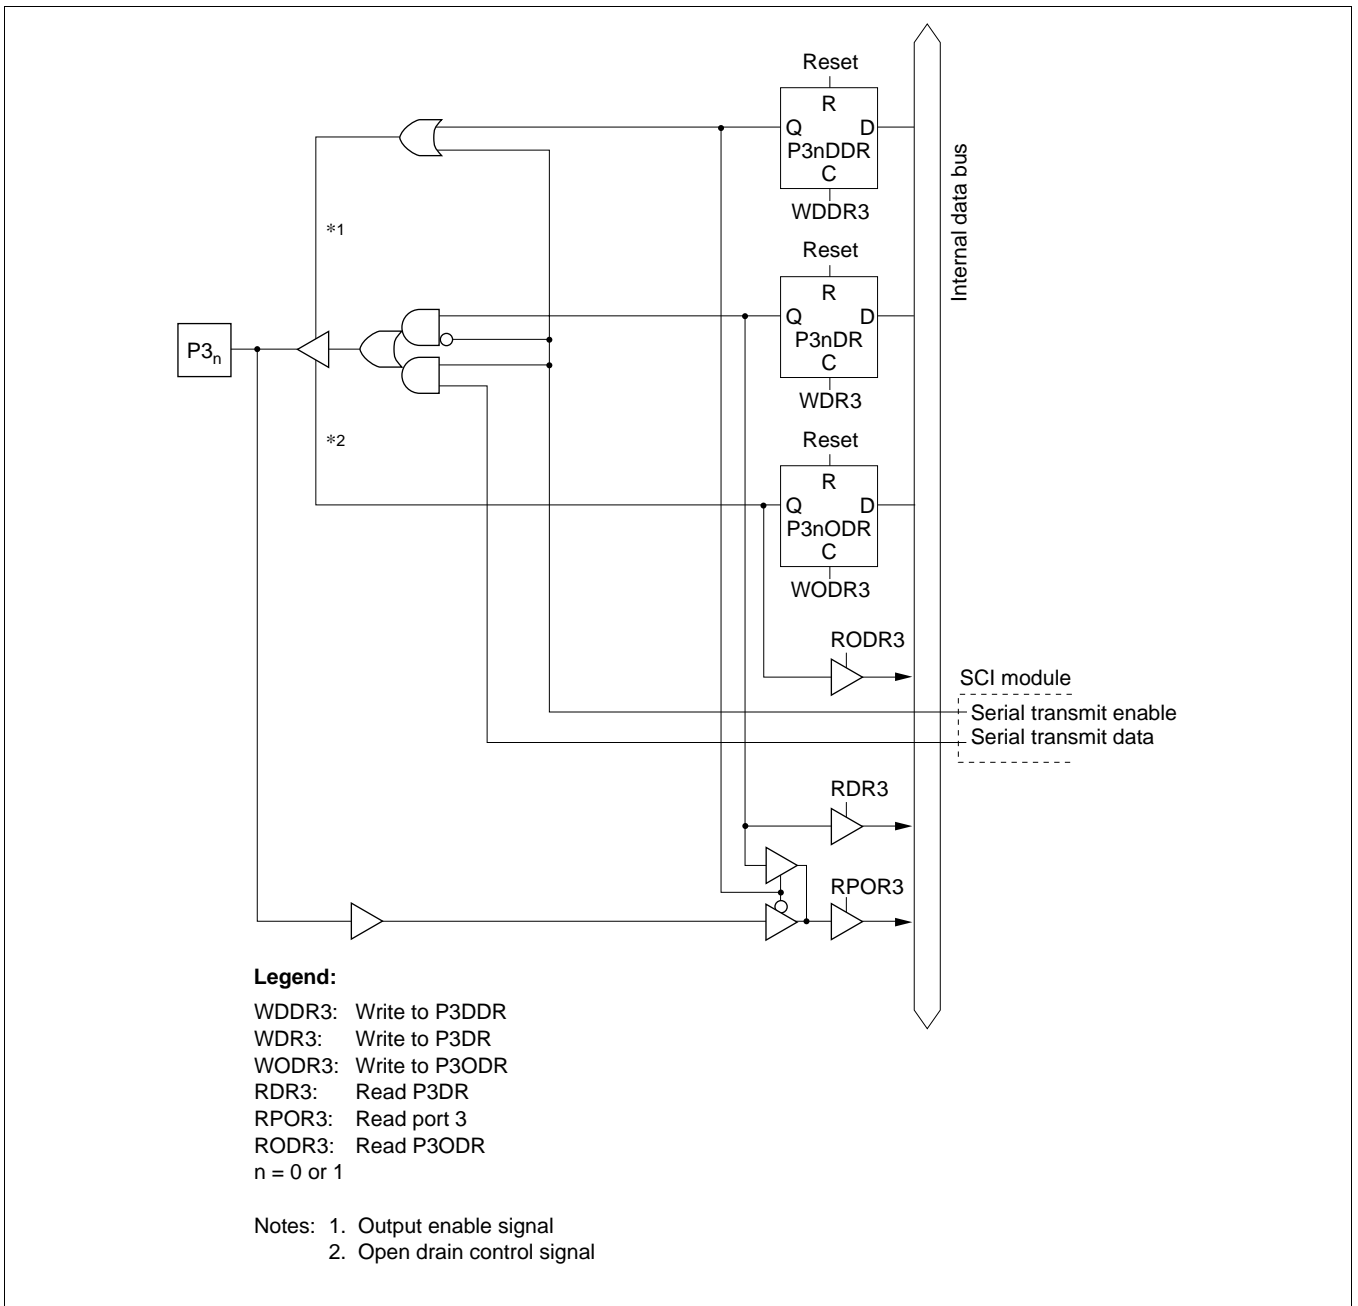 Reset
R
Q D
P3nDDR
C
WDDR3
Internal data bus
*1
Reset
R
Q D
P3nDR
C
WDR3
P3n
*2
Reset
R
Q D
P3nODR
C
WODR3
RODR3
SCI module
Serial transmit enable
Serial transmit data
RDR3
RPOR3
Legend:
WDDR3: Write to P3DDR
WDR3: Write to P3DR
WODR3: Write to P3ODR
RDR3: Read P3DR
RPOR3: Read port 3
RODR3: Read P3ODR
n = 0 or 1
Notes: 1. Output enable signal
2. Open drain control signal